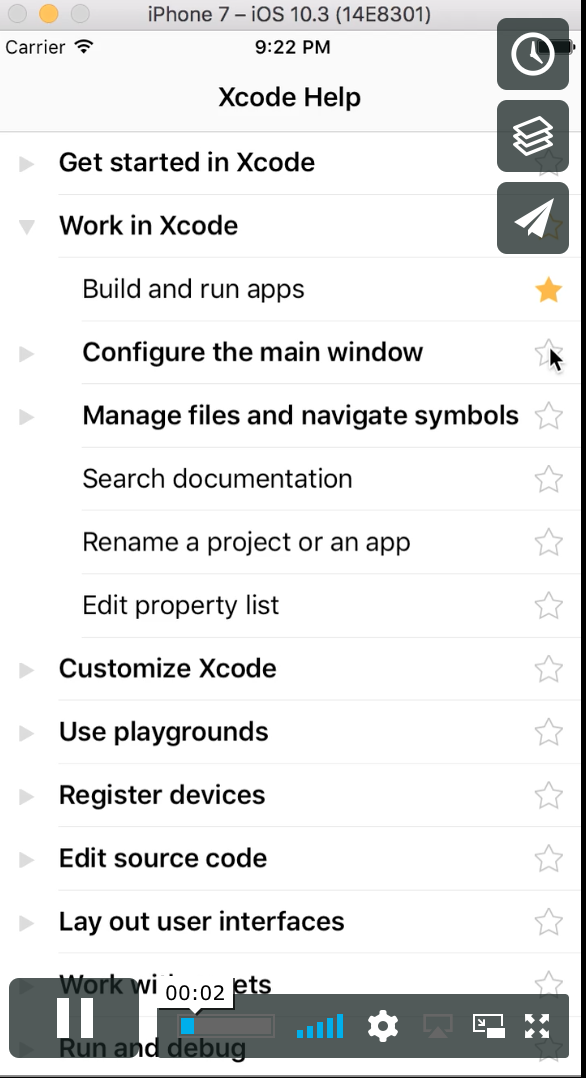 iPhone 7 – iOS 10.3 (14E8301)
Carrier 9:22 PM
Xcode Help
Get started in Xcode
Work in Xcode
Build and run apps
Configure the main window
Manage files and navigate symbols
Search documentation
Rename a project or an app
Edit property list
Customize Xcode
Use playgrounds
Register devices
Edit source code
Lay out user interfaces
Work
00:02
Run and debug